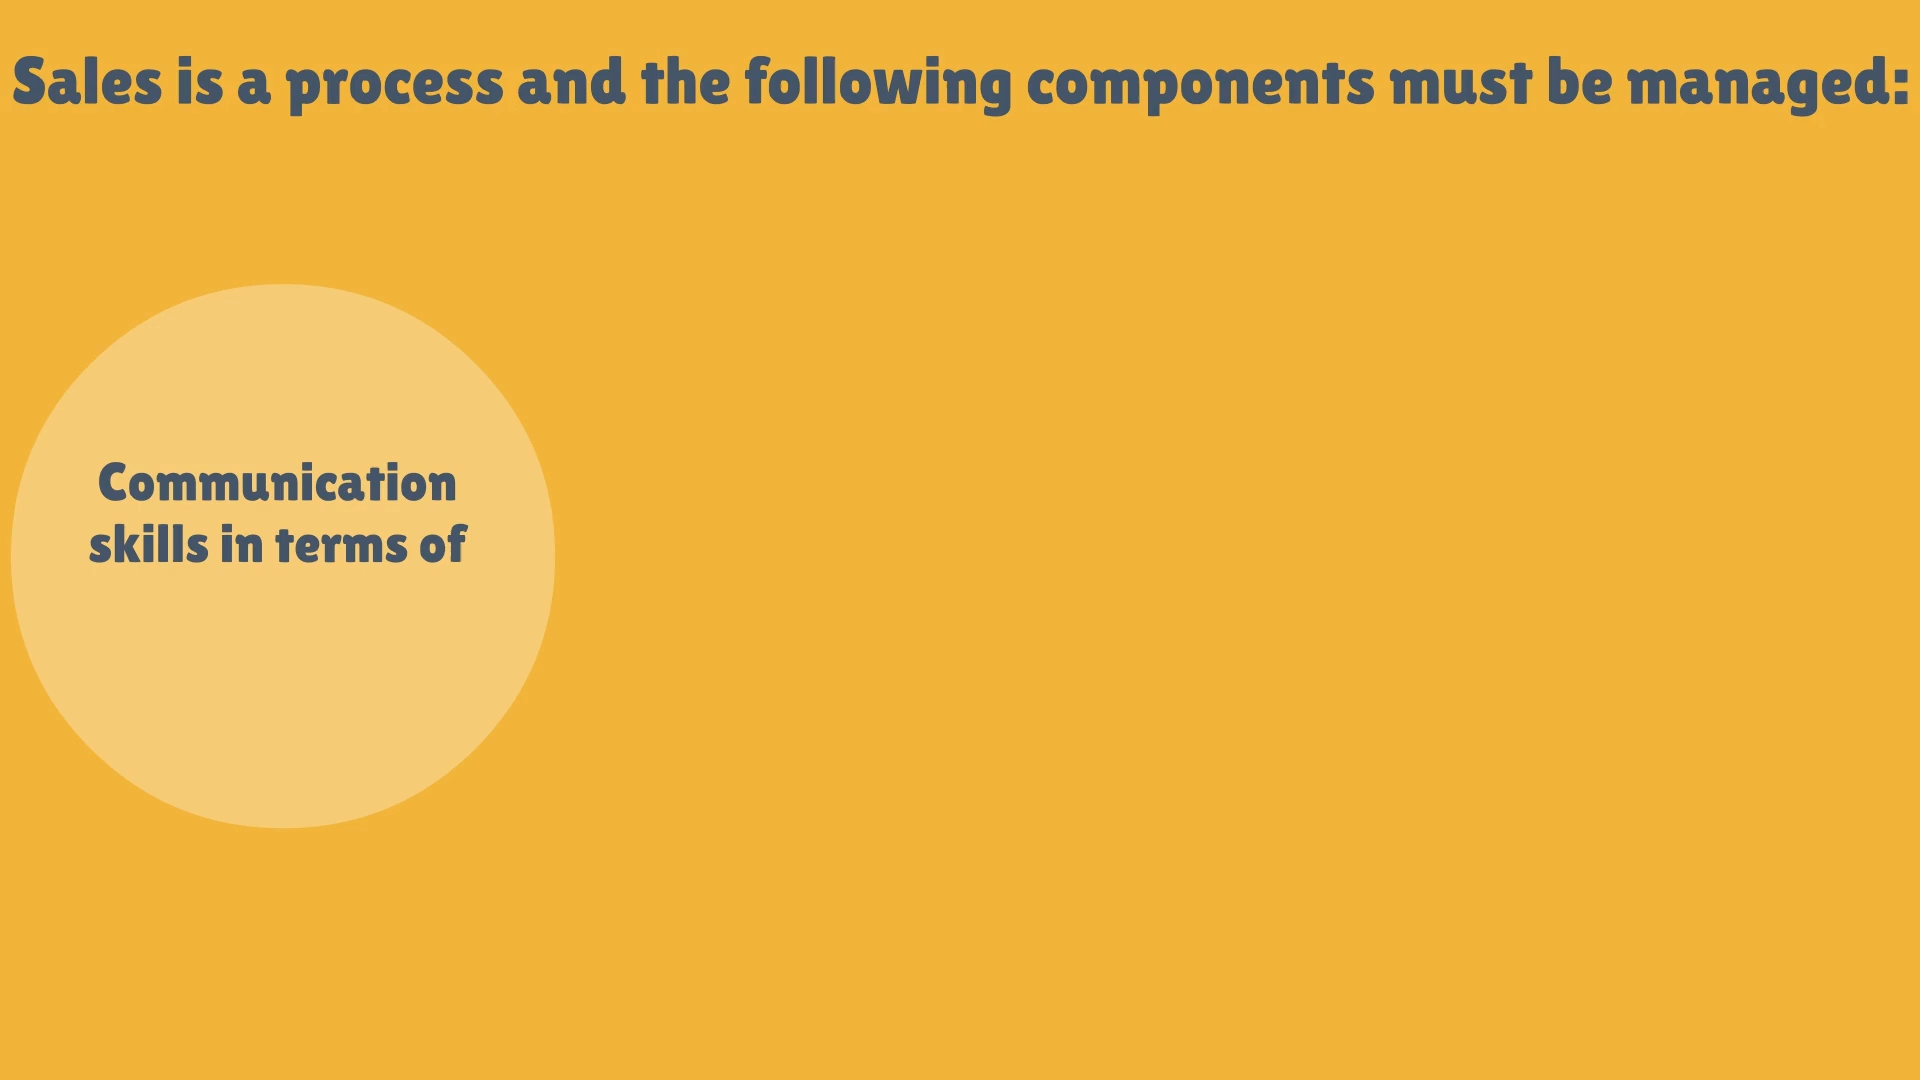 Sales is a process and the following components must be managed:
Communication
skills in terms of